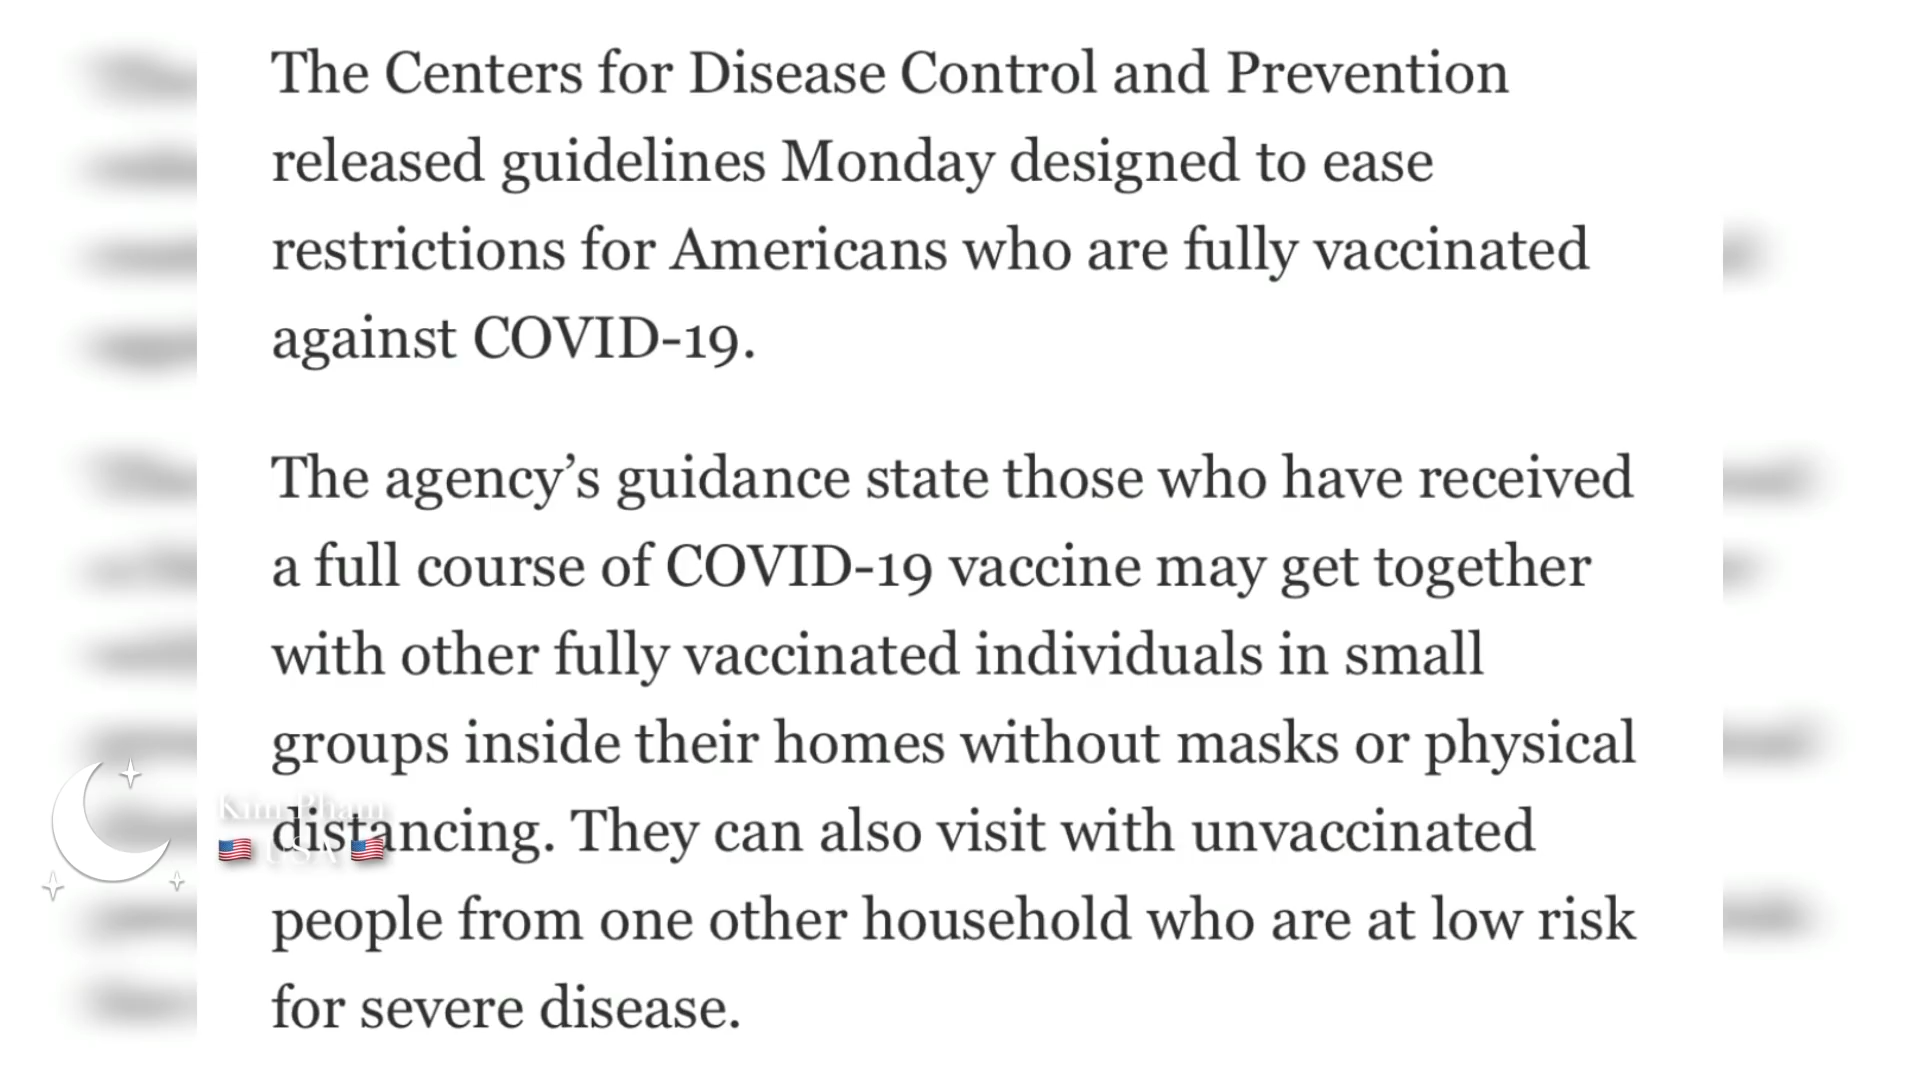 The Centers for Disease Control and Prevention
released guidelines Monday designed to ease
restrictions for Americans who are fully vaccinated
against COVID-19.
The agency’s guidance state those who have received
a full course of COVID-19 vaccine may get together
with other fully vaccinated individuals in small
groups inside their homes without masks or physical
Kim Pham
distancing. They can also visit with unvaccinated
USA
people from one other household who are at low risk
for severe disease.